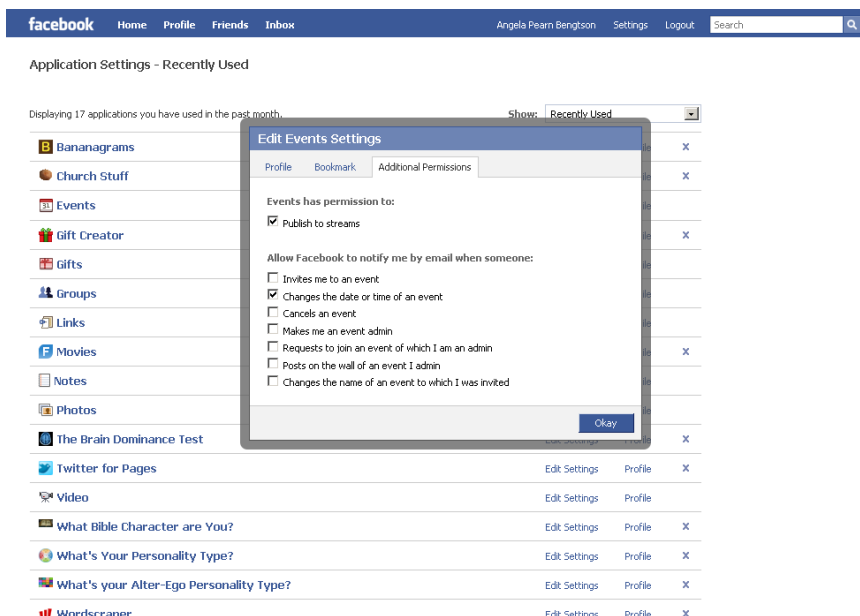 facebook Home Profile Friends Inbox Angela Pearn Bengtson Settings Logout Search
Application Settings - Recently Used
Displaying 17 applications you have used in the past month. Show: Recently Used
Edit Events Settings
Profile Bookmark Additional Permissions
Events has permission to:
Publish to streams
Allow Facebook to notify me by email when someone:
Invites me to an event
Changes the date or time of an event
Cancels an event
Makes me an event admin
Requests to join an event of which I am an admin
Posts on the wall of an event I admin
Changes the name of an event to which I was invited
Okay
Bananagrams x
Church Stuff x
Events
Gift Creator x
Gifts
Groups
Links
Movies x
Notes
Photos
The Brain Dominance Test Edit Settings Profile x
Twitter for Pages Edit Settings Profile x
Video Edit Settings Profile
What Bible Character are You? Edit Settings Profile x
What's Your Personality Type? Edit Settings Profile x
What's your Alter-Ego Personality Type? Edit Settings Profile x
Wordscraper Edit Settings Profile x